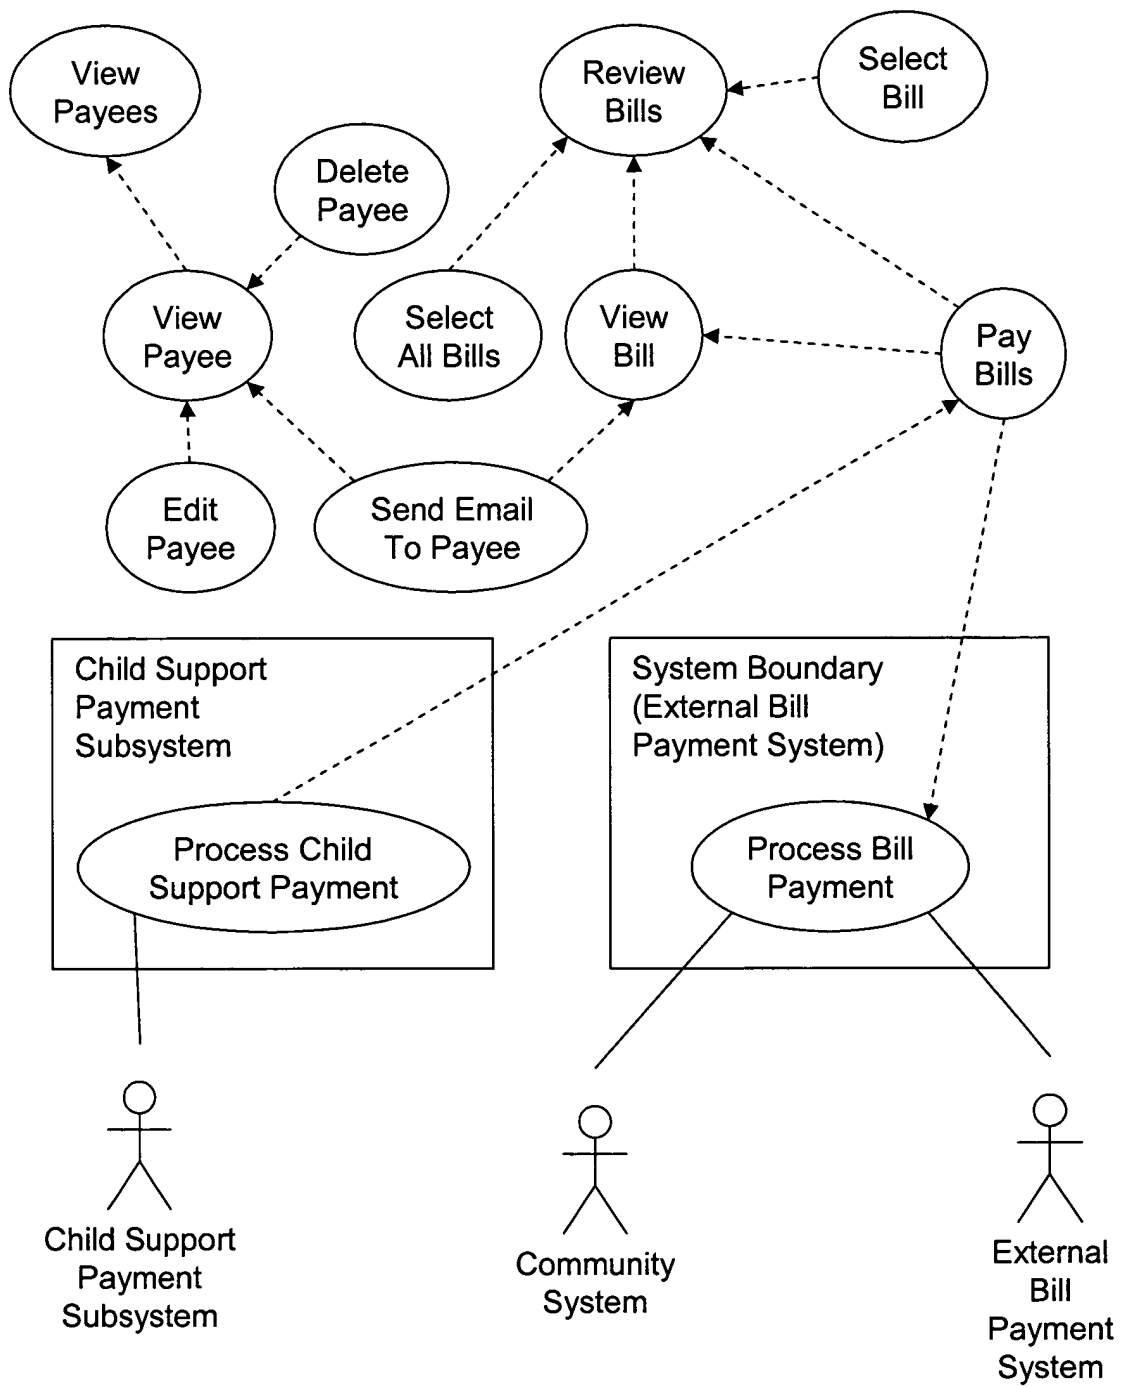 View
Payees
Review
Bills
Select
Bill
Delete
Payee
View
Payee
Select
All Bills
View
Bill
Pay
Bills
Edit
Payee
Send Email
To Payee
Child Support
Payment
Subsystem
System Boundary
(External Bill
Payment System)
Process Child
Support Payment
Process Bill
Payment
Child Support
Payment
Subsystem
Community
System
External
Bill
Payment
System